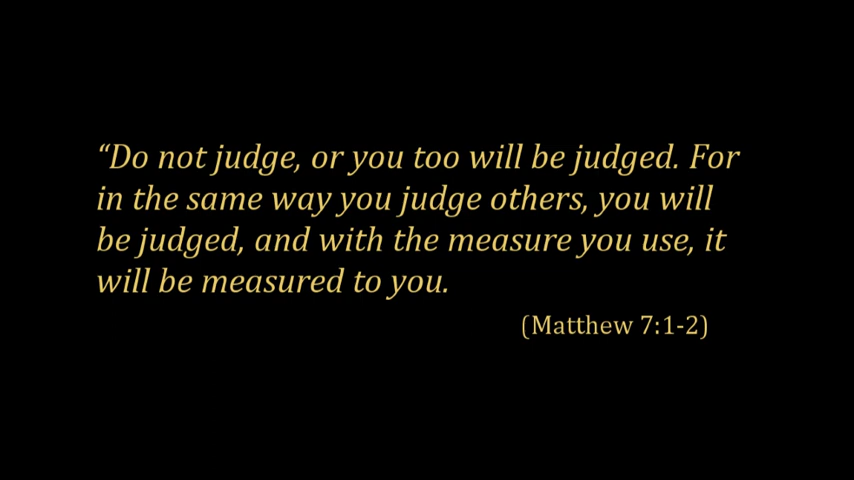 “Do not judge, or you too will be judged. For
in the same way you judge others, you will
be judged, and with the measure you use, it
will be measured to you.
(Matthew 7:1-2)